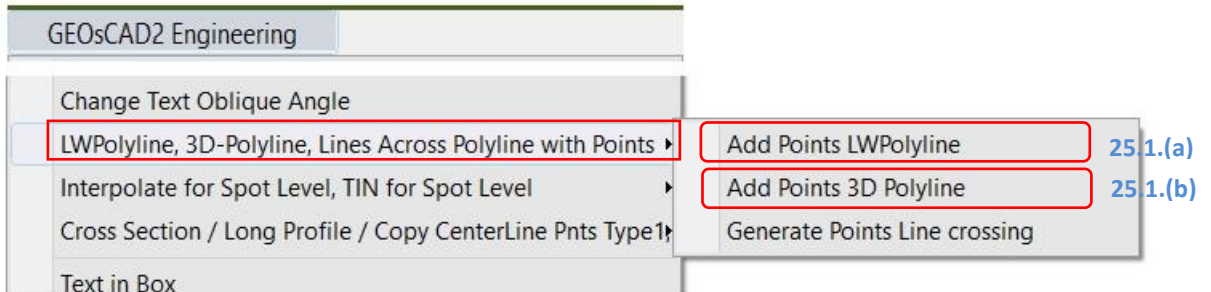 GEOsCAD2 Engineering
Change Text Oblique Angle
LWPolyline, 3D-Polyline, Lines Across Polyline with Points
Add Points LWPolyline 25.1.(a)
Interpolate for Spot Level, TIN for Spot Level
Add Points 3D Polyline 25.1.(b)
Cross Section / Long Profile / Copy CenterLine Pnts Type1,
Generate Points Line crossing
Text in Box